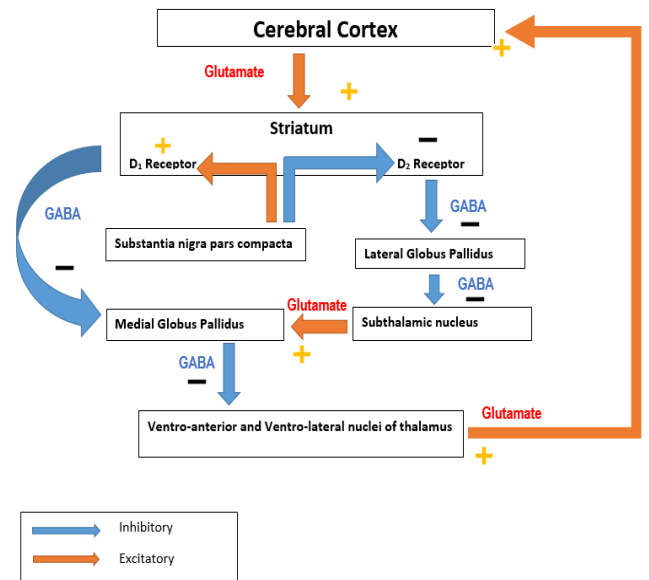 Cerebral Cortex
Glutamate
+
+
Striatum
+
−
D₁ Receptor
D₂ Receptor
GABA
GABA
−
Substantia nigra pars compacta
Lateral Globus Pallidus
−
GABA
−
Glutamate
Medial Globus Pallidus
Subthalamic nucleus
+
GABA
−
Glutamate
Ventro-anterior and Ventro-lateral nuclei of thalamus
+
Inhibitory
Excitatory